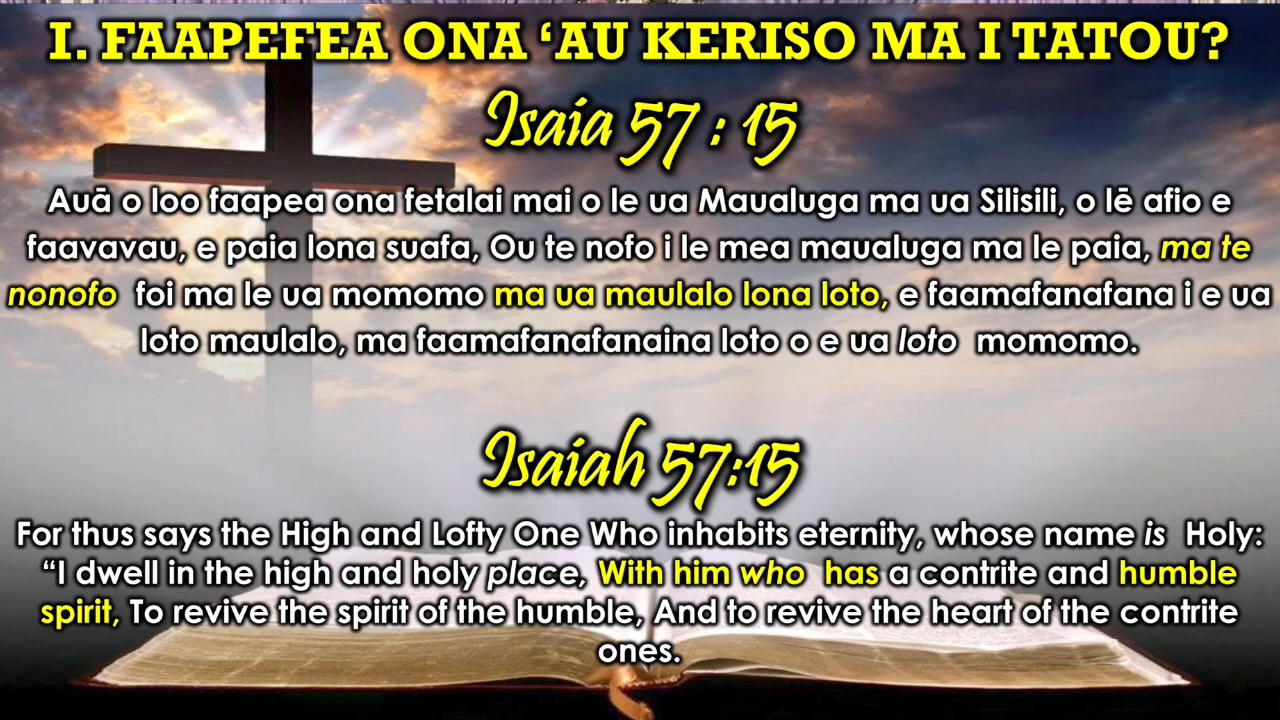 I. FAAPEFEA ONA ‘AU KERISO MA I TATOU?
Isaia 57 : 15
Auā o loo faapea ona fetalai mai o le ua Maualuga ma ua Silisili, o lē afio e
faavavau, e paia lona suafa, Ou te nofo i le mea maualuga ma le paia, ma te
nonofo foi ma le ua momomo ma ua maulalo lona loto, e faamafanafana i e ua
loto maulalo, ma faamafanafanaina loto o e ua loto momomo.
Isaiah 57:15
For thus says the High and Lofty One Who inhabits eternity, whose name is Holy:
“I dwell in the high and holy place, With him who has a contrite and humble
spirit, To revive the spirit of the humble, And to revive the heart of the contrite
ones.